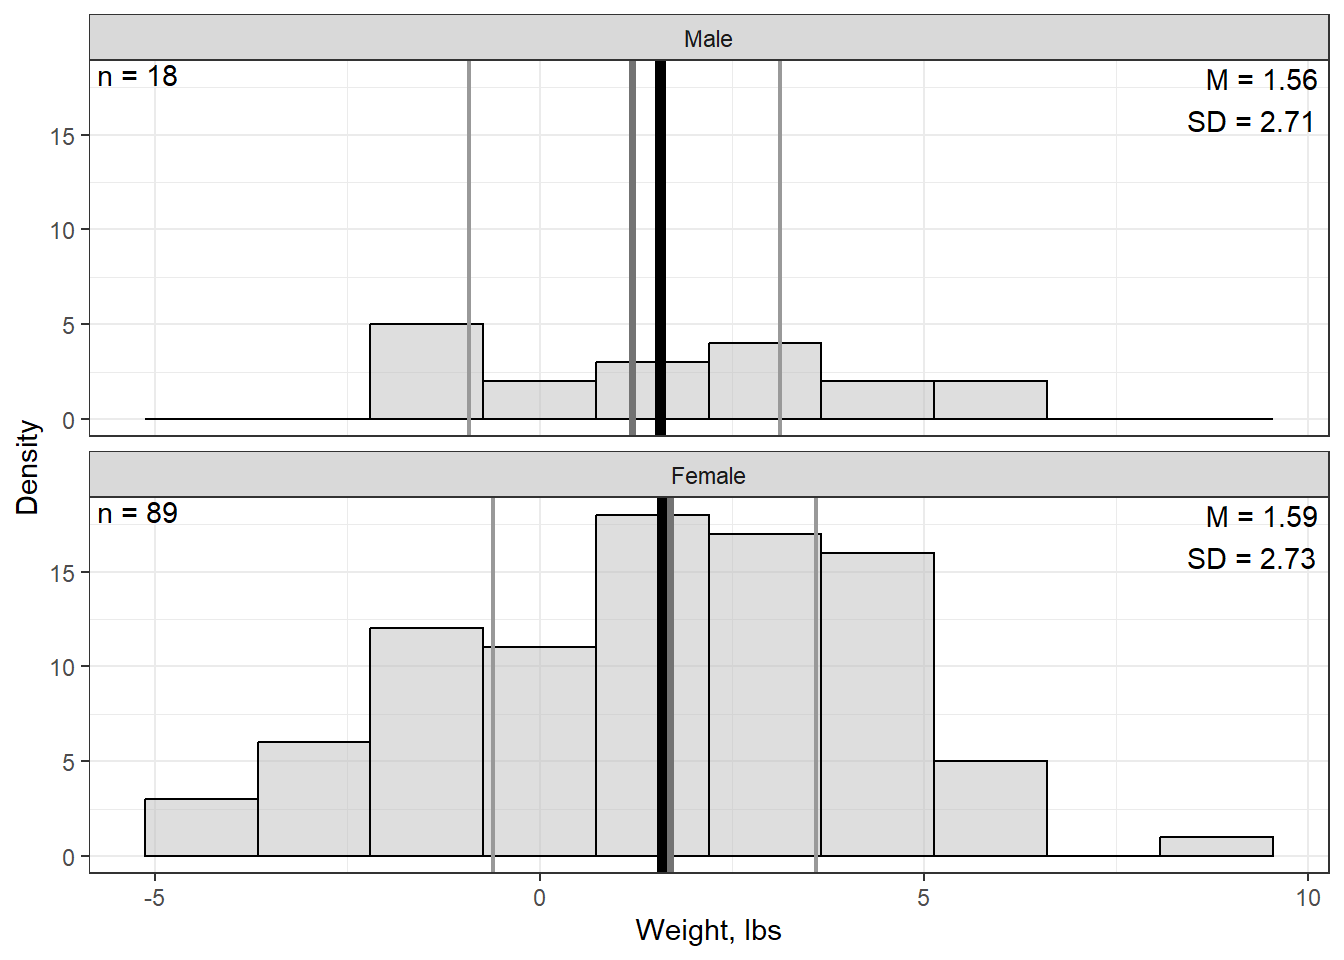 Male
n = 18
M = 1.56
SD = 2.71
15
10
5
0
Density
Female
n = 89
M = 1.59
SD = 2.73
15
10
5
0
-5 0 5 10
Weight, lbs